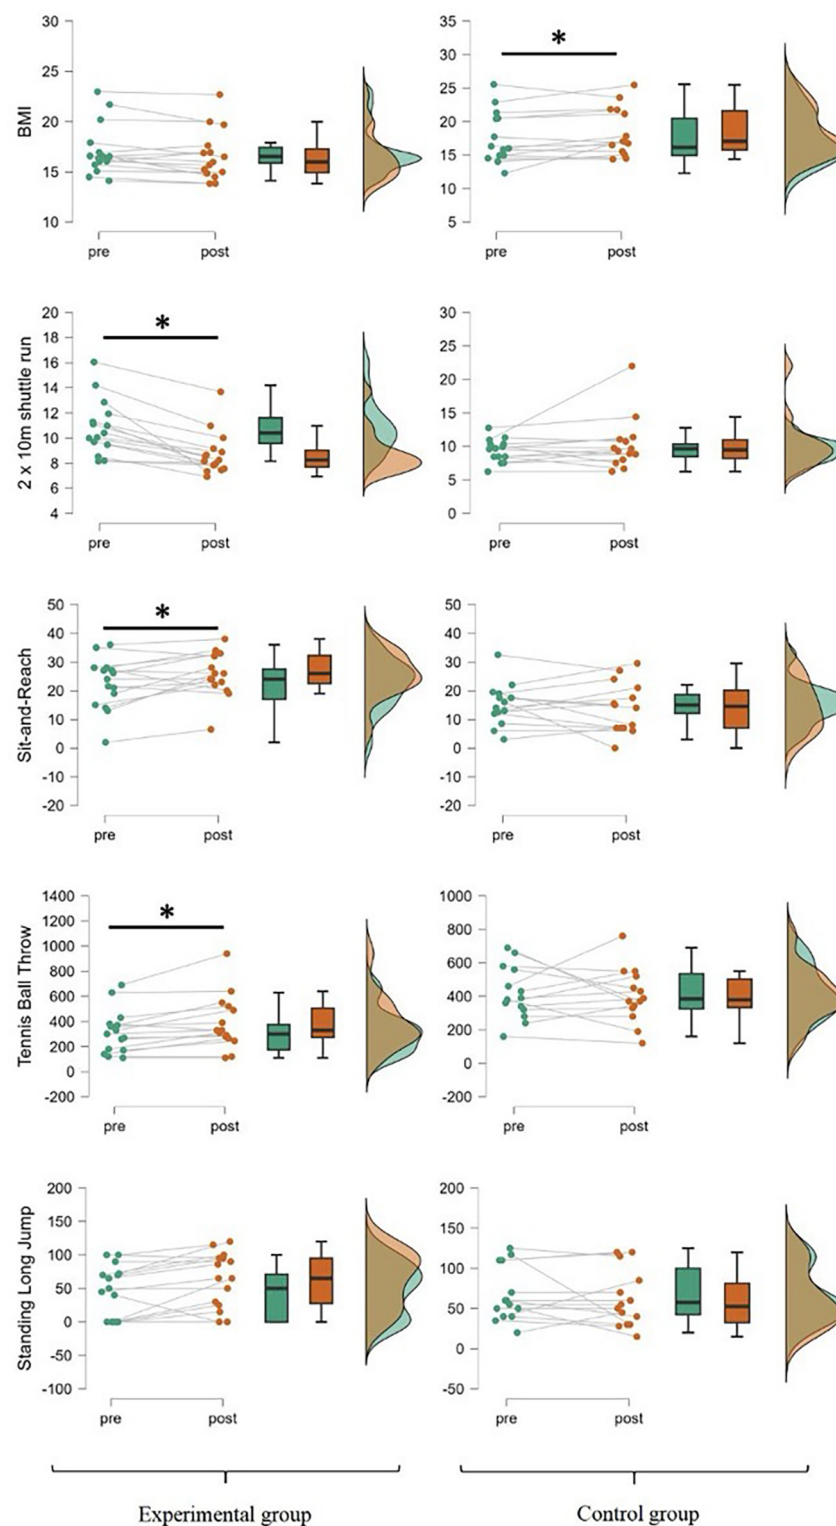 BMI
30
25
20
15
10
pre
post
*
35
30
25
20
15
10
5
pre
post
2 x 10m shuttle run
20
18
16
14
12
10
8
6
4
*
pre
post
30
25
20
15
10
5
0
pre
post
Sit-and-Reach
50
40
30
20
10
0
-10
-20
*
pre
post
50
40
30
20
10
0
-10
-20
pre
post
Tennis Ball Throw
1400
1200
1000
800
600
400
200
0
-200
*
pre
post
1000
800
600
400
200
0
-200
pre
post
Standing Long Jump
200
150
100
50
0
-50
-100
pre
post
200
150
100
50
0
-50
pre
post
Experimental group
Control group